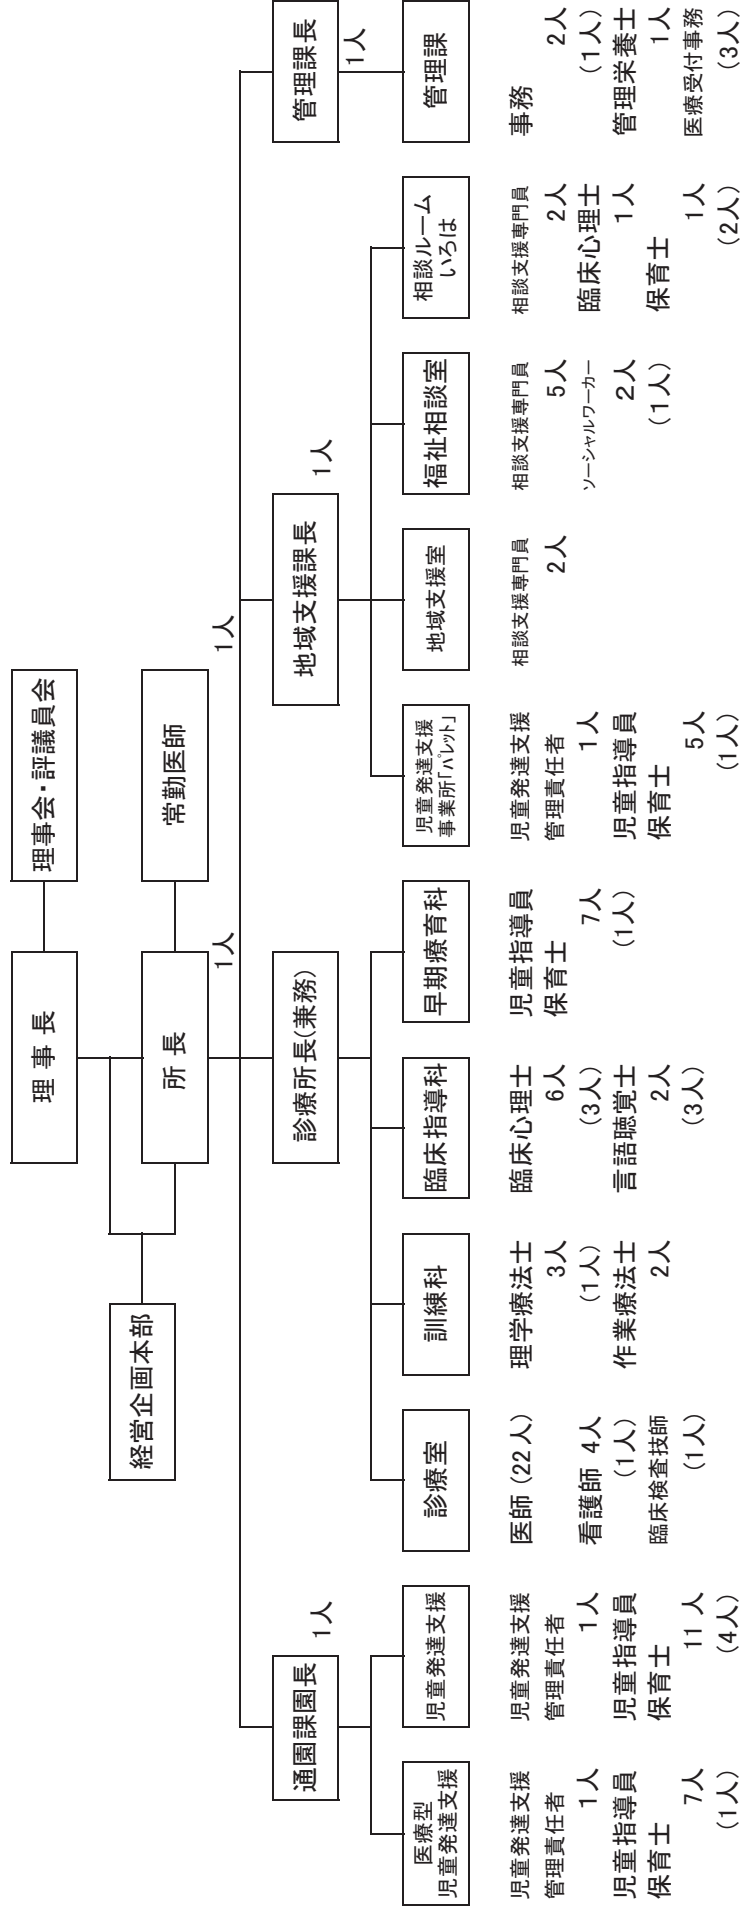 理事長
理事会・評議員会
経営企画本部
所長
1人
常勤医師
1人
通園課園長
1人
診療所長(兼務)
地域支援課長
1人
管理課長
1人
医療型
児童発達支援
児童発達支援
診療室
訓練科
臨床指導科
早期療育科
児童発達支援
事業所「パレット」
地域支援室
福祉相談室
相談ルーム
いろは
管理課
児童発達支援
管理責任者
1人
児童指導員
保育士
7人
(1人)
児童発達支援
管理責任者
1人
児童指導員
保育士
11人
(4人)
医師(22人)
看護師 4人
(1人)
臨床検査技師
(1人)
理学療法士
3人
(1人)
作業療法士
2人
臨床心理士
6人
(3人)
言語聴覚士
2人
(3人)
児童指導員
保育士
7人
(1人)
児童発達支援
管理責任者
1人
児童指導員
保育士
5人
(1人)
相談支援専門員
2人
相談支援専門員
5人
ソーシャルワーカー
2人
(1人)
相談支援専門員
2人
臨床心理士
1人
保育士
1人
(2人)
事務
2人
(1人)
管理栄養士
1人
医療受付事務
(3人)